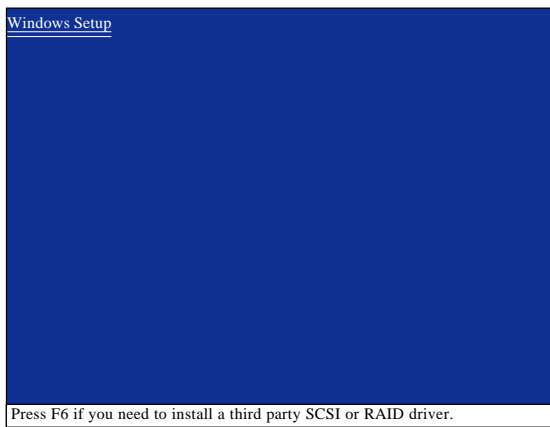 Windows Setup
Press F6 if you need to install a third party SCSI or RAID driver.